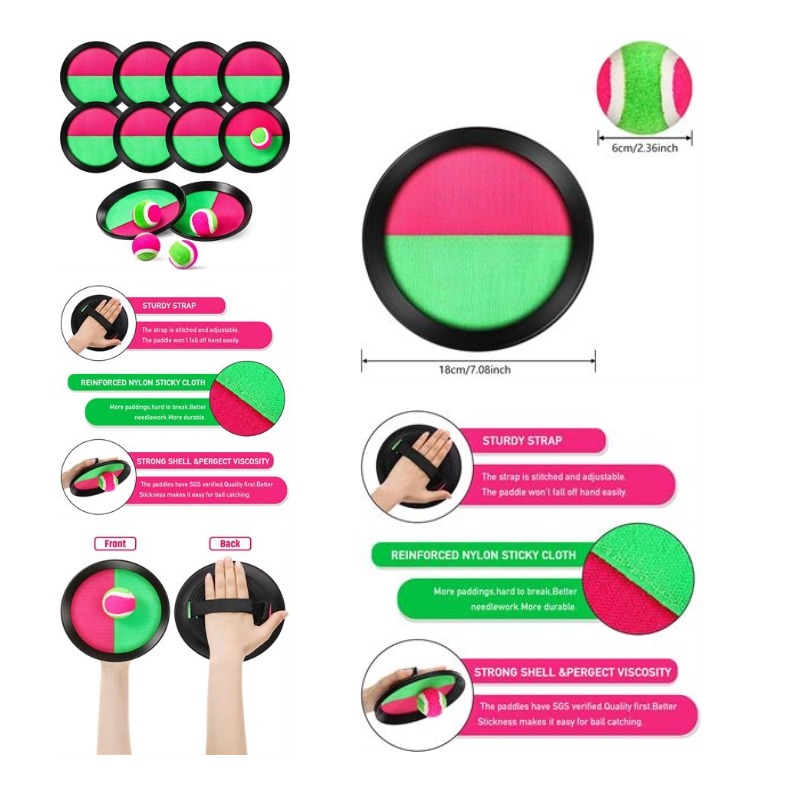 6cm/2.36inch
18cm/7.08inch
STURDY STRAP
The strap is stitched and adjustable.
The paddle won't fall off hand easily.
REINFORCED NYLON STICKY CLOTH
More paddings,hard to break.Better
needlework.More durable.
STRONG SHELL &PERGECT VISCOSITY
The paddles have SGS verified.Quality first.Better
Stickness makes it easy for ball catching.
Front
Back
STURDY STRAP
The strap is stitched and adjustable.
The paddle won't fall off hand easily.
REINFORCED NYLON STICKY CLOTH
More paddings,hard to break.Better
needlework.More durable.
STRONG SHELL &PERGECT VISCOSITY
The paddles have SGS verified.Quality first.Better
Stickness makes it easy for ball catching.